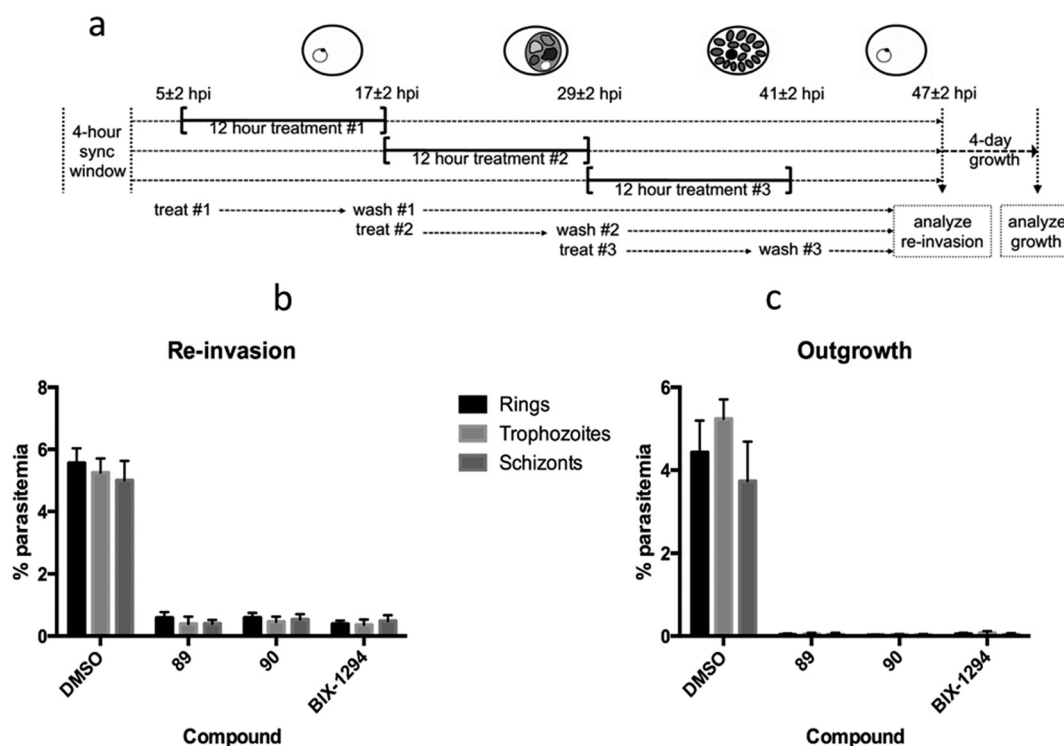 a
5±2 hpi 17±2 hpi 29±2 hpi 41±2 hpi 47±2 hpi
4-hour
sync
window
12 hour treatment #1
12 hour treatment #2
12 hour treatment #3
4-day
growth
treat #1 wash #1
treat #2 wash #2
treat #3 wash #3
analyze
re-invasion
analyze
growth
b
Re-invasion
% parasitemia
8
6
4
2
0
DMSO
89
90
BIX-1294
Compound
Rings
Trophozoites
Schizonts
c
Outgrowth
% parasitemia
6
4
2
0
DMSO
89
90
BIX-1294
Compound